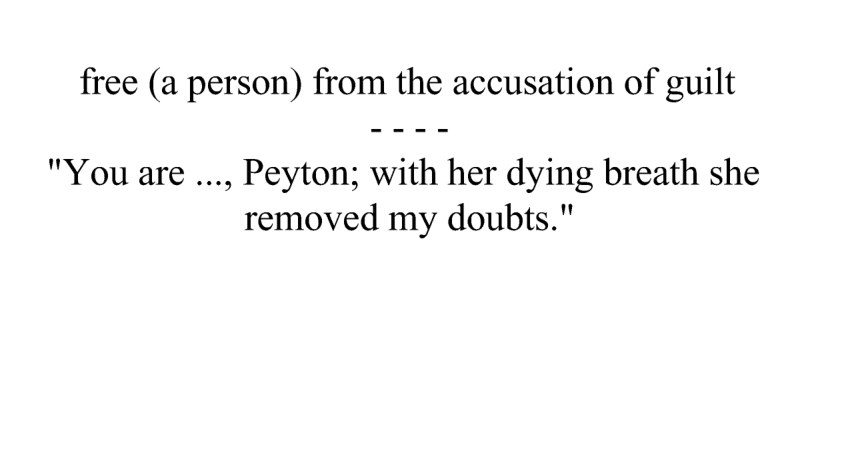 free (a person) from the accusation of guilt
- - - -
"You are ..., Peyton; with her dying breath she
removed my doubts."